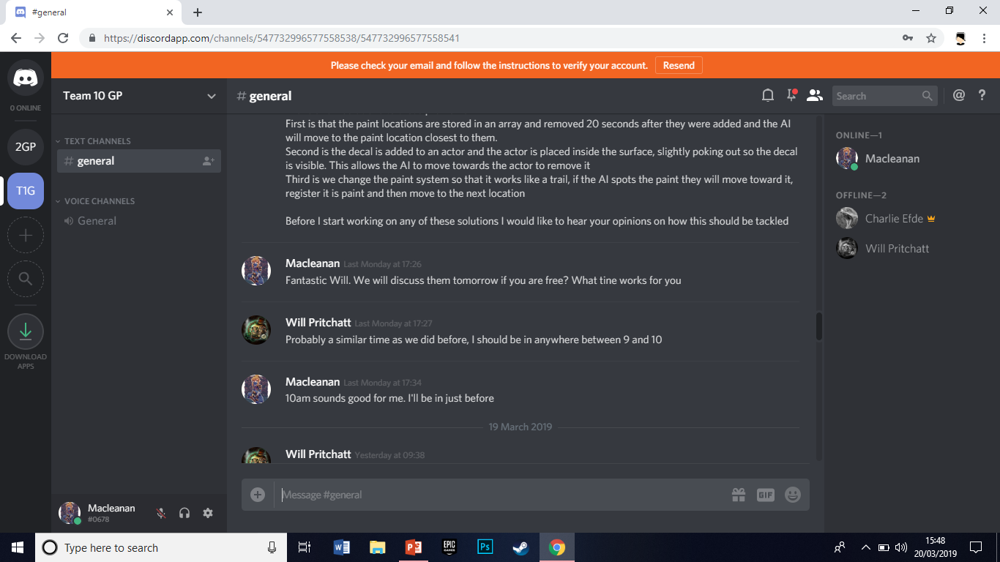 #general
https://discordapp.com/channels/547732996577558538/547732996577558541
Please check your email and follow the instructions to verify your account. Resend
0 ONLINE
2GP
T1G
DOWNLOAD
APPS
Team 10 GP
TEXT CHANNELS
# general
VOICE CHANNELS
General
Macleanan
#0678
# general
Search
@ ?
First is that the paint locations are stored in an array and removed 20 seconds after they were added and the AI
will move to the paint location closest to them.
Second is the decal is added to an actor and the actor is placed inside the surface, slightly poking out so the decal
is visible. This allows the AI to move towards the actor to remove it
Third is we change the paint system so that it works like a trail, if the AI spots the paint they will move toward it,
register it is paint and then move to the next location
Before I start working on any of these solutions I would like to hear your opinions on how this should be tackled
Macleanan Last Monday at 17:26
Fantastic Will. We will discuss them tomorrow if you are free? What tine works for you
Will Pritchatt Last Monday at 17:27
Probably a similar time as we did before, I should be in anywhere between 9 and 10
Macleanan Last Monday at 17:34
10am sounds good for me. I'll be in just before
19 March 2019
Will Pritchatt Yesterday at 09:38
Message #general
GIF
ONLINE—1
Macleanan
OFFLINE—2
Charlie Efde
Will Pritchatt
Type here to search
EPIC
GAMES
Ps
15:48
20/03/2019